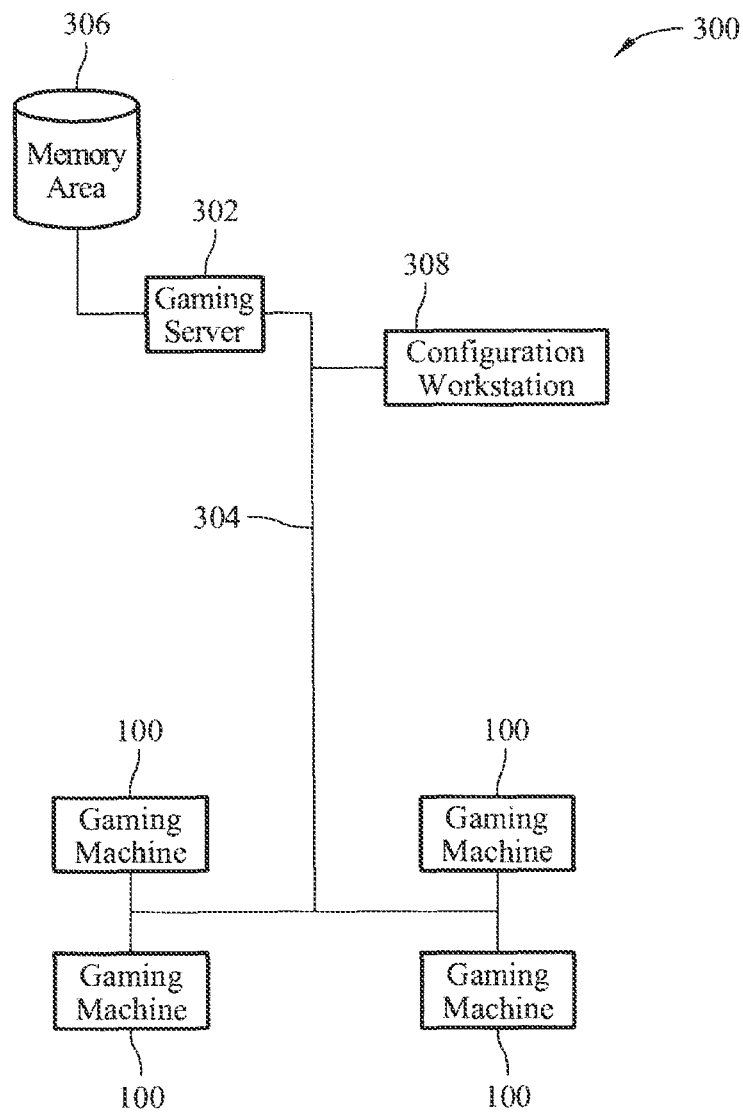 306
300
Memory
Area
302
Gaming
Server
308
Configuration
Workstation
304
100
100
Gaming
Machine
Gaming
Machine
Gaming
Machine
Gaming
Machine
100
100